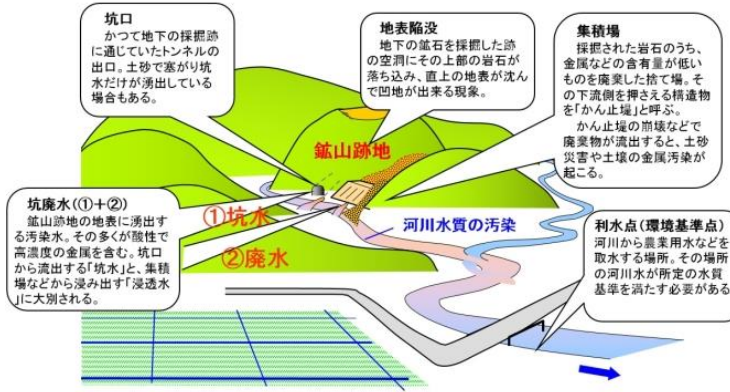 坑口
かつて地下の採掘跡
に通じていたトンネルの
出口。土砂で塞がり坑
水だけが湧出している
場合もある。
地表陥没
地下の鉱石を採掘した跡
の空洞にその上部の岩石が
落ち込み、直上の地表が沈ん
で凹地が出来る現象。
集積場
採掘された岩石のうち、
金属などの含有量が低い
ものを廃棄した捨て場。そ
の下流側を押さえる構造物
を「かん止堤」と呼ぶ。
かん止堤の崩壊などで
廃棄物が流出すると、土砂
災害や土壌の金属汚染が
起こる。
鉱山跡地
坑廃水(①+②)
鉱山跡地の地表に湧出す
る汚染水。その多くが酸性で
高濃度の金属を含む。坑口
から流出する「坑水」と、集積
場などから浸み出す「浸透水
」に大別される。
①坑水
②廃水
河川水質の汚染
利水点(環境基準点)
河川から農業用水などを
取水する場所。その場所
の河川水が所定の水質
基準を満たす必要がある